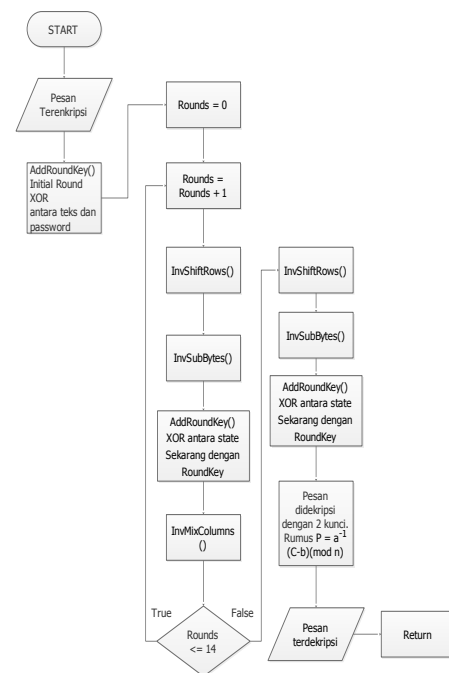 START
Pesan
Terenkripsi
AddRoundKey()
Initial Round
XOR
antara teks dan
password
Rounds = 0
Rounds =
Rounds + 1
InvShiftRows()
InvSubBytes()
AddRoundKey()
XOR antara state
Sekarang dengan
RoundKey
InvMixColumns
()
True
False
Rounds
<= 14
InvShiftRows()
InvSubBytes()
AddRoundKey()
XOR antara state
Sekarang dengan
RoundKey
Pesan
didekripsi
dengan 2 kunci.
Rumus P = a⁻¹
(C-b)(mod n)
Pesan
terdekripsi
Return